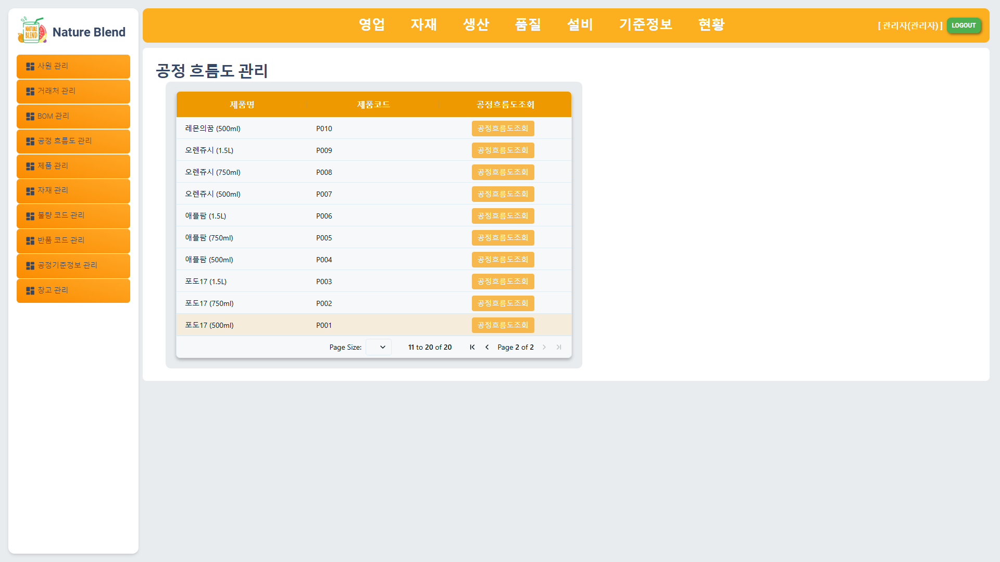 NATURE
BLEND
Nature Blend
사원 관리
거래처 관리
BOM 관리
공정 흐름도 관리
제품 관리
자재 관리
불량 코드 관리
반품 코드 관리
공정기준정보 관리
창고 관리
영업 자재 생산 품질 설비 기준정보 현황
[ 관리자(관리자) ] LOGOUT
공정 흐름도 관리
제품명 제품코드 공정흐름도조회
레몬의꿈 (500ml) P010 공정흐름도조회
오렌쥬시 (1.5L) P009 공정흐름도조회
오렌쥬시 (750ml) P008 공정흐름도조회
오렌쥬시 (500ml) P007 공정흐름도조회
애플팜 (1.5L) P006 공정흐름도조회
애플팜 (750ml) P005 공정흐름도조회
애플팜 (500ml) P004 공정흐름도조회
포도17 (1.5L) P003 공정흐름도조회
포도17 (750ml) P002 공정흐름도조회
포도17 (500ml) P001 공정흐름도조회
Page Size: 11 to 20 of 20 Page 2 of 2